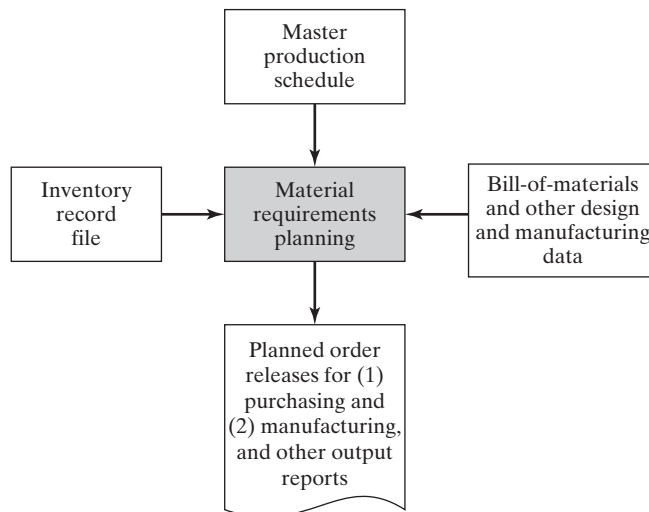 Master
production
schedule
Inventory
record
file
Material
requirements
planning
Bill-of-materials
and other design
and manufacturing
data
Planned order
releases for (1)
purchasing and
(2) manufacturing,
and other output
reports